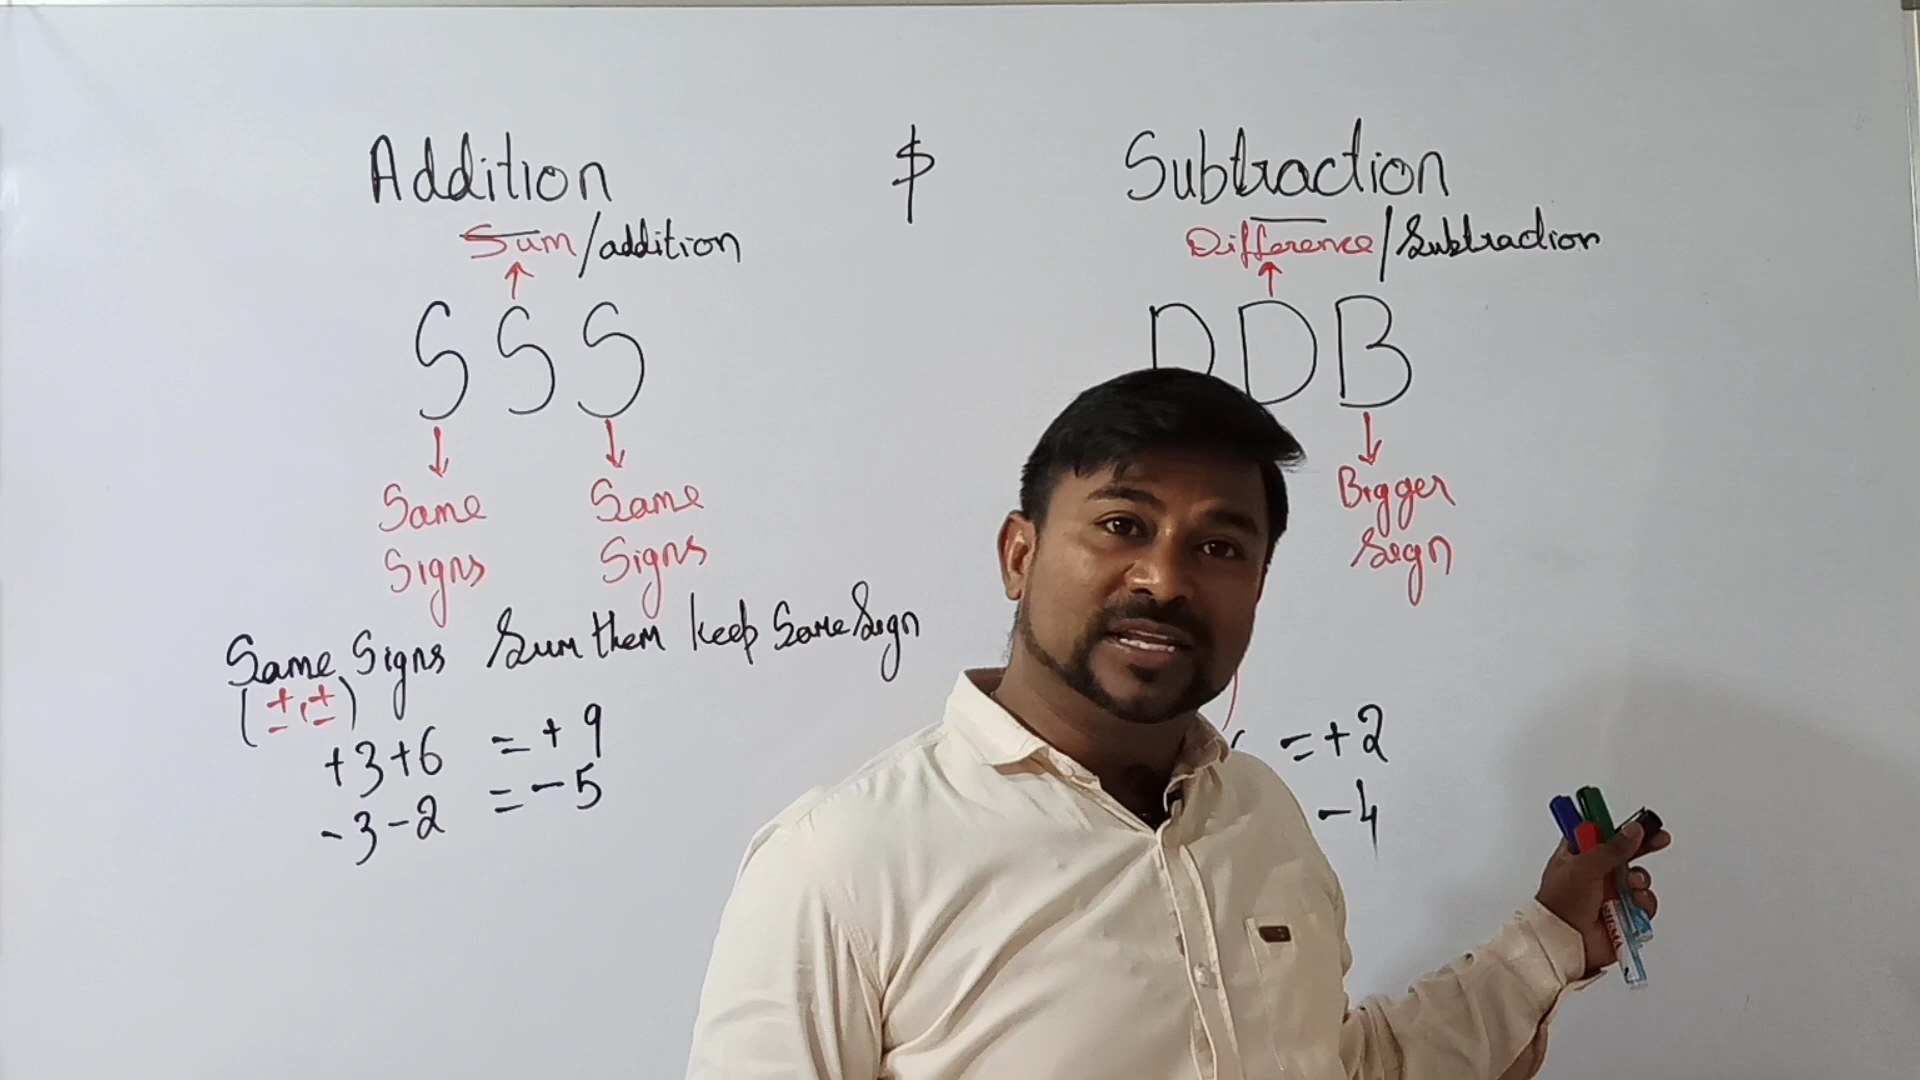 Addition & Subtraction
Sum/addition
Difference/Subtraction
S S S
D D B
Same Signs
Same Signs
Bigger Sign
Same Signs Sum them keep Same Sign
(±,±)
+3+6 = +9
-3-2 = -5
= +2
-4